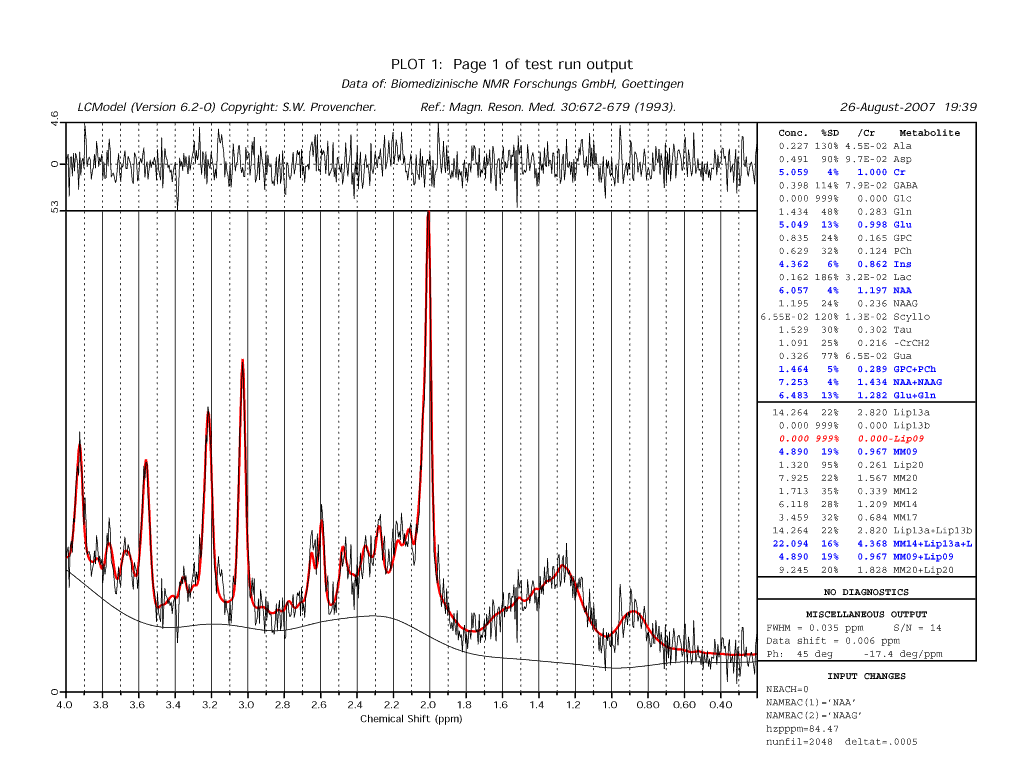 PLOT 1:  Page 1 of test run output
Data of: Biomedizinische NMR Forschungs GmbH, Goettingen
LCModel (Version 6.2-0) Copyright: S.W. Provencher.   Ref.: Magn. Reson. Med. 30:672-679 (1993).   26-August-2007  19:39
4.6
0
53
0
4.0 3.8 3.6 3.4 3.2 3.0 2.8 2.6 2.4 2.2 2.0 1.8 1.6 1.4 1.2 1.0 0.80 0.60 0.40
Chemical Shift (ppm)
Conc. %SD /Cr Metabolite
0.227 130% 4.5E-02 Ala
0.491 90% 9.7E-02 Asp
5.059 4% 1.000 Cr
0.398 114% 7.9E-02 GABA
0.000 999% 0.000 Glc
1.434 48% 0.283 Gln
5.049 13% 0.998 Glu
0.835 24% 0.165 GPC
0.629 32% 0.124 PCh
4.362 6% 0.862 Ins
0.162 186% 3.2E-02 Lac
6.057 4% 1.197 NAA
1.195 24% 0.236 NAAG
6.55E-02 120% 1.3E-02 Scyllo
1.529 30% 0.302 Tau
1.091 25% 0.216 -CrCH2
0.326 77% 6.5E-02 Gua
1.464 5% 0.289 GPC+PCh
7.253 4% 1.434 NAA+NAAG
6.483 13% 1.282 Glu+Gln
14.264 22% 2.820 Lip13a
0.000 999% 0.000 Lip13b
0.000 999% 0.000-Lip09
4.890 19% 0.967 MM09
1.320 95% 0.261 Lip20
7.925 22% 1.567 MM20
1.713 35% 0.339 MM12
6.118 28% 1.209 MM14
3.459 32% 0.684 MM17
14.264 22% 2.820 Lip13a+Lip13b
22.094 16% 4.368 MM14+Lip13a+L
4.890 19% 0.967 MM09+Lip09
9.245 20% 1.828 MM20+Lip20
NO DIAGNOSTICS
MISCELLANEOUS OUTPUT
FWHM = 0.035 ppm    S/N = 14
Data shift = 0.006 ppm
Ph:  45 deg    -17.4 deg/ppm
INPUT CHANGES
NEACH=0
NAMEAC(1)='NAA'
NAMEAC(2)='NAAG'
hzpppm=84.47
nunfil=2048  deltat=.0005